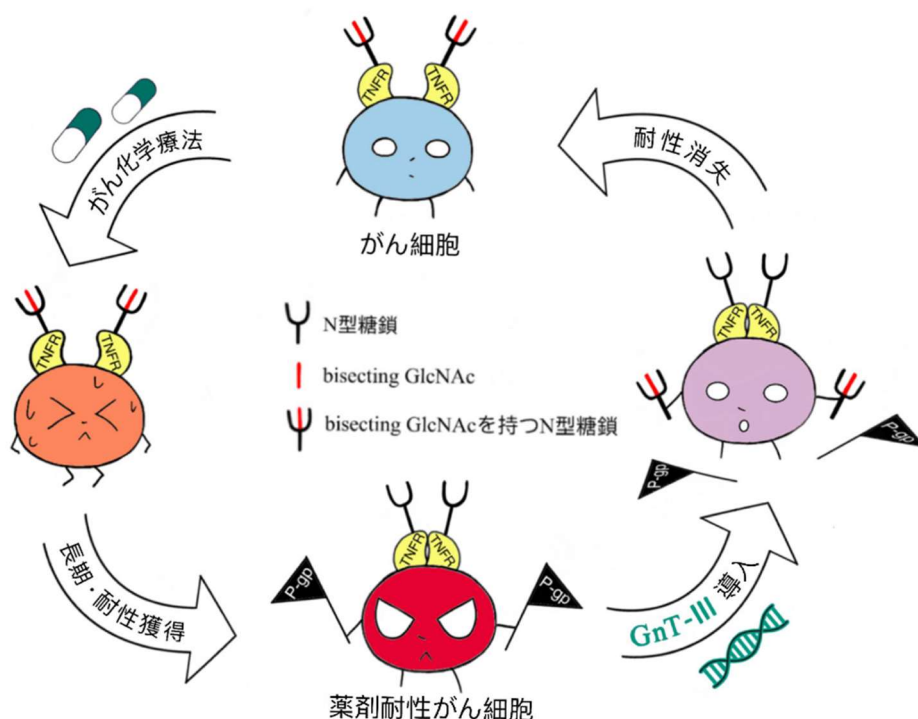 TNFR
TNFR
がん細胞
がん化学療法
耐性消失
TNFR
TNFR
N型糖鎖
bisecting GlcNAc
bisecting GlcNAcを持つN型糖鎖
TNFR
TNFR
P-gp
P-gp
長期・耐性獲得
TNFR
TNFR
P-gp
P-gp
薬剤耐性がん細胞
GnT-III導入